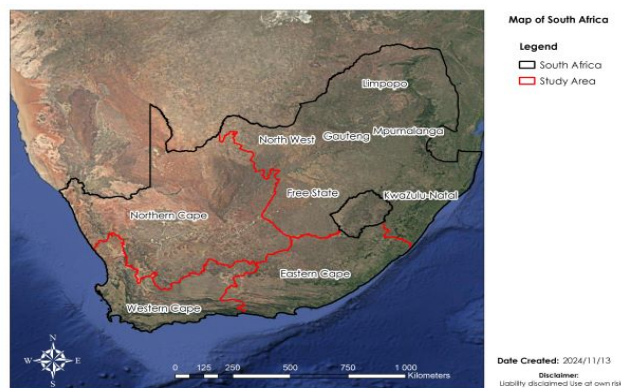 Map of South Africa
Legend
South Africa
Study Area
Limpopo
North West
Gauteng
Mpumalanga
Free State
KwaZulu-Natal
Northern Cape
Eastern Cape
Western Cape
N
W
E
S
0 125 250 500 750 1 000
Kilometers
Date Created: 2024/11/13
Disclaimer:
Liability disclaimed Use at own risk